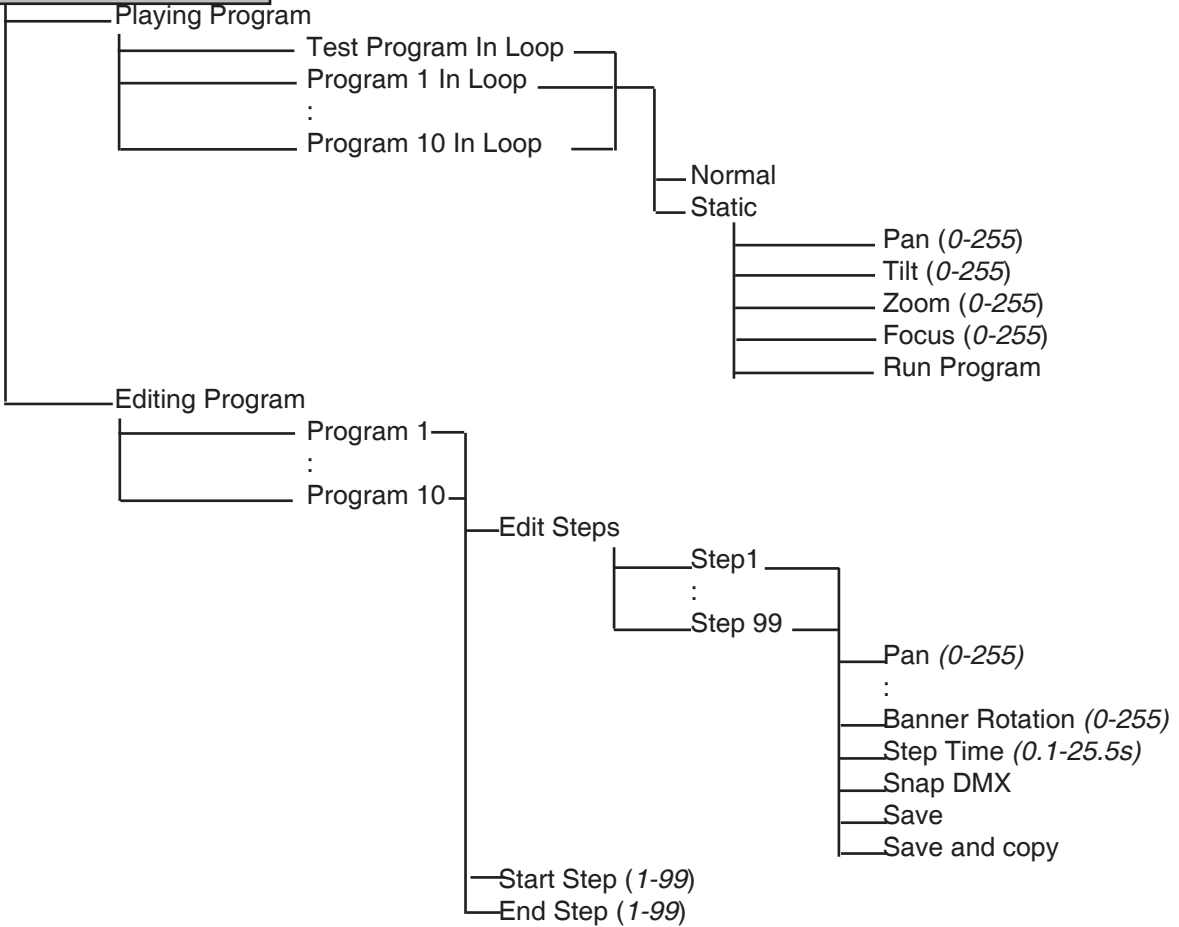 Playing Program
Test Program In Loop
Program 1 In Loop
:
Program 10 In Loop
Normal
Static
Pan (0-255)
Tilt (0-255)
Zoom (0-255)
Focus (0-255)
Run Program
Editing Program
Program 1
:
Program 10
Edit Steps
Step1
:
Step 99
Pan (0-255)
:
Banner Rotation (0-255)
Step Time (0.1-25.5s)
Snap DMX
Save
Save and copy
Start Step (1-99)
End Step (1-99)